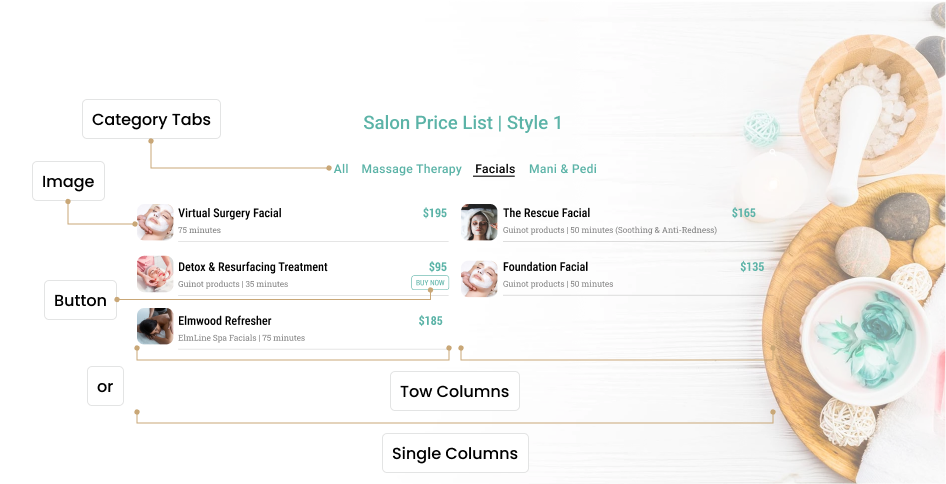 Category Tabs
Salon Price List | Style 1
All Massage Therapy Facials Mani & Pedi
Image
Virtual Surgery Facial $195
75 minutes
The Rescue Facial $165
Guinot products | 50 minutes (Soothing & Anti-Redness)
Detox & Resurfacing Treatment $95
Guinot products | 35 minutes BUY NOW
Foundation Facial $135
Guinot products | 50 minutes
Button
Elmwood Refresher $185
ElmLine Spa Facials | 75 minutes
or
Tow Columns
Single Columns